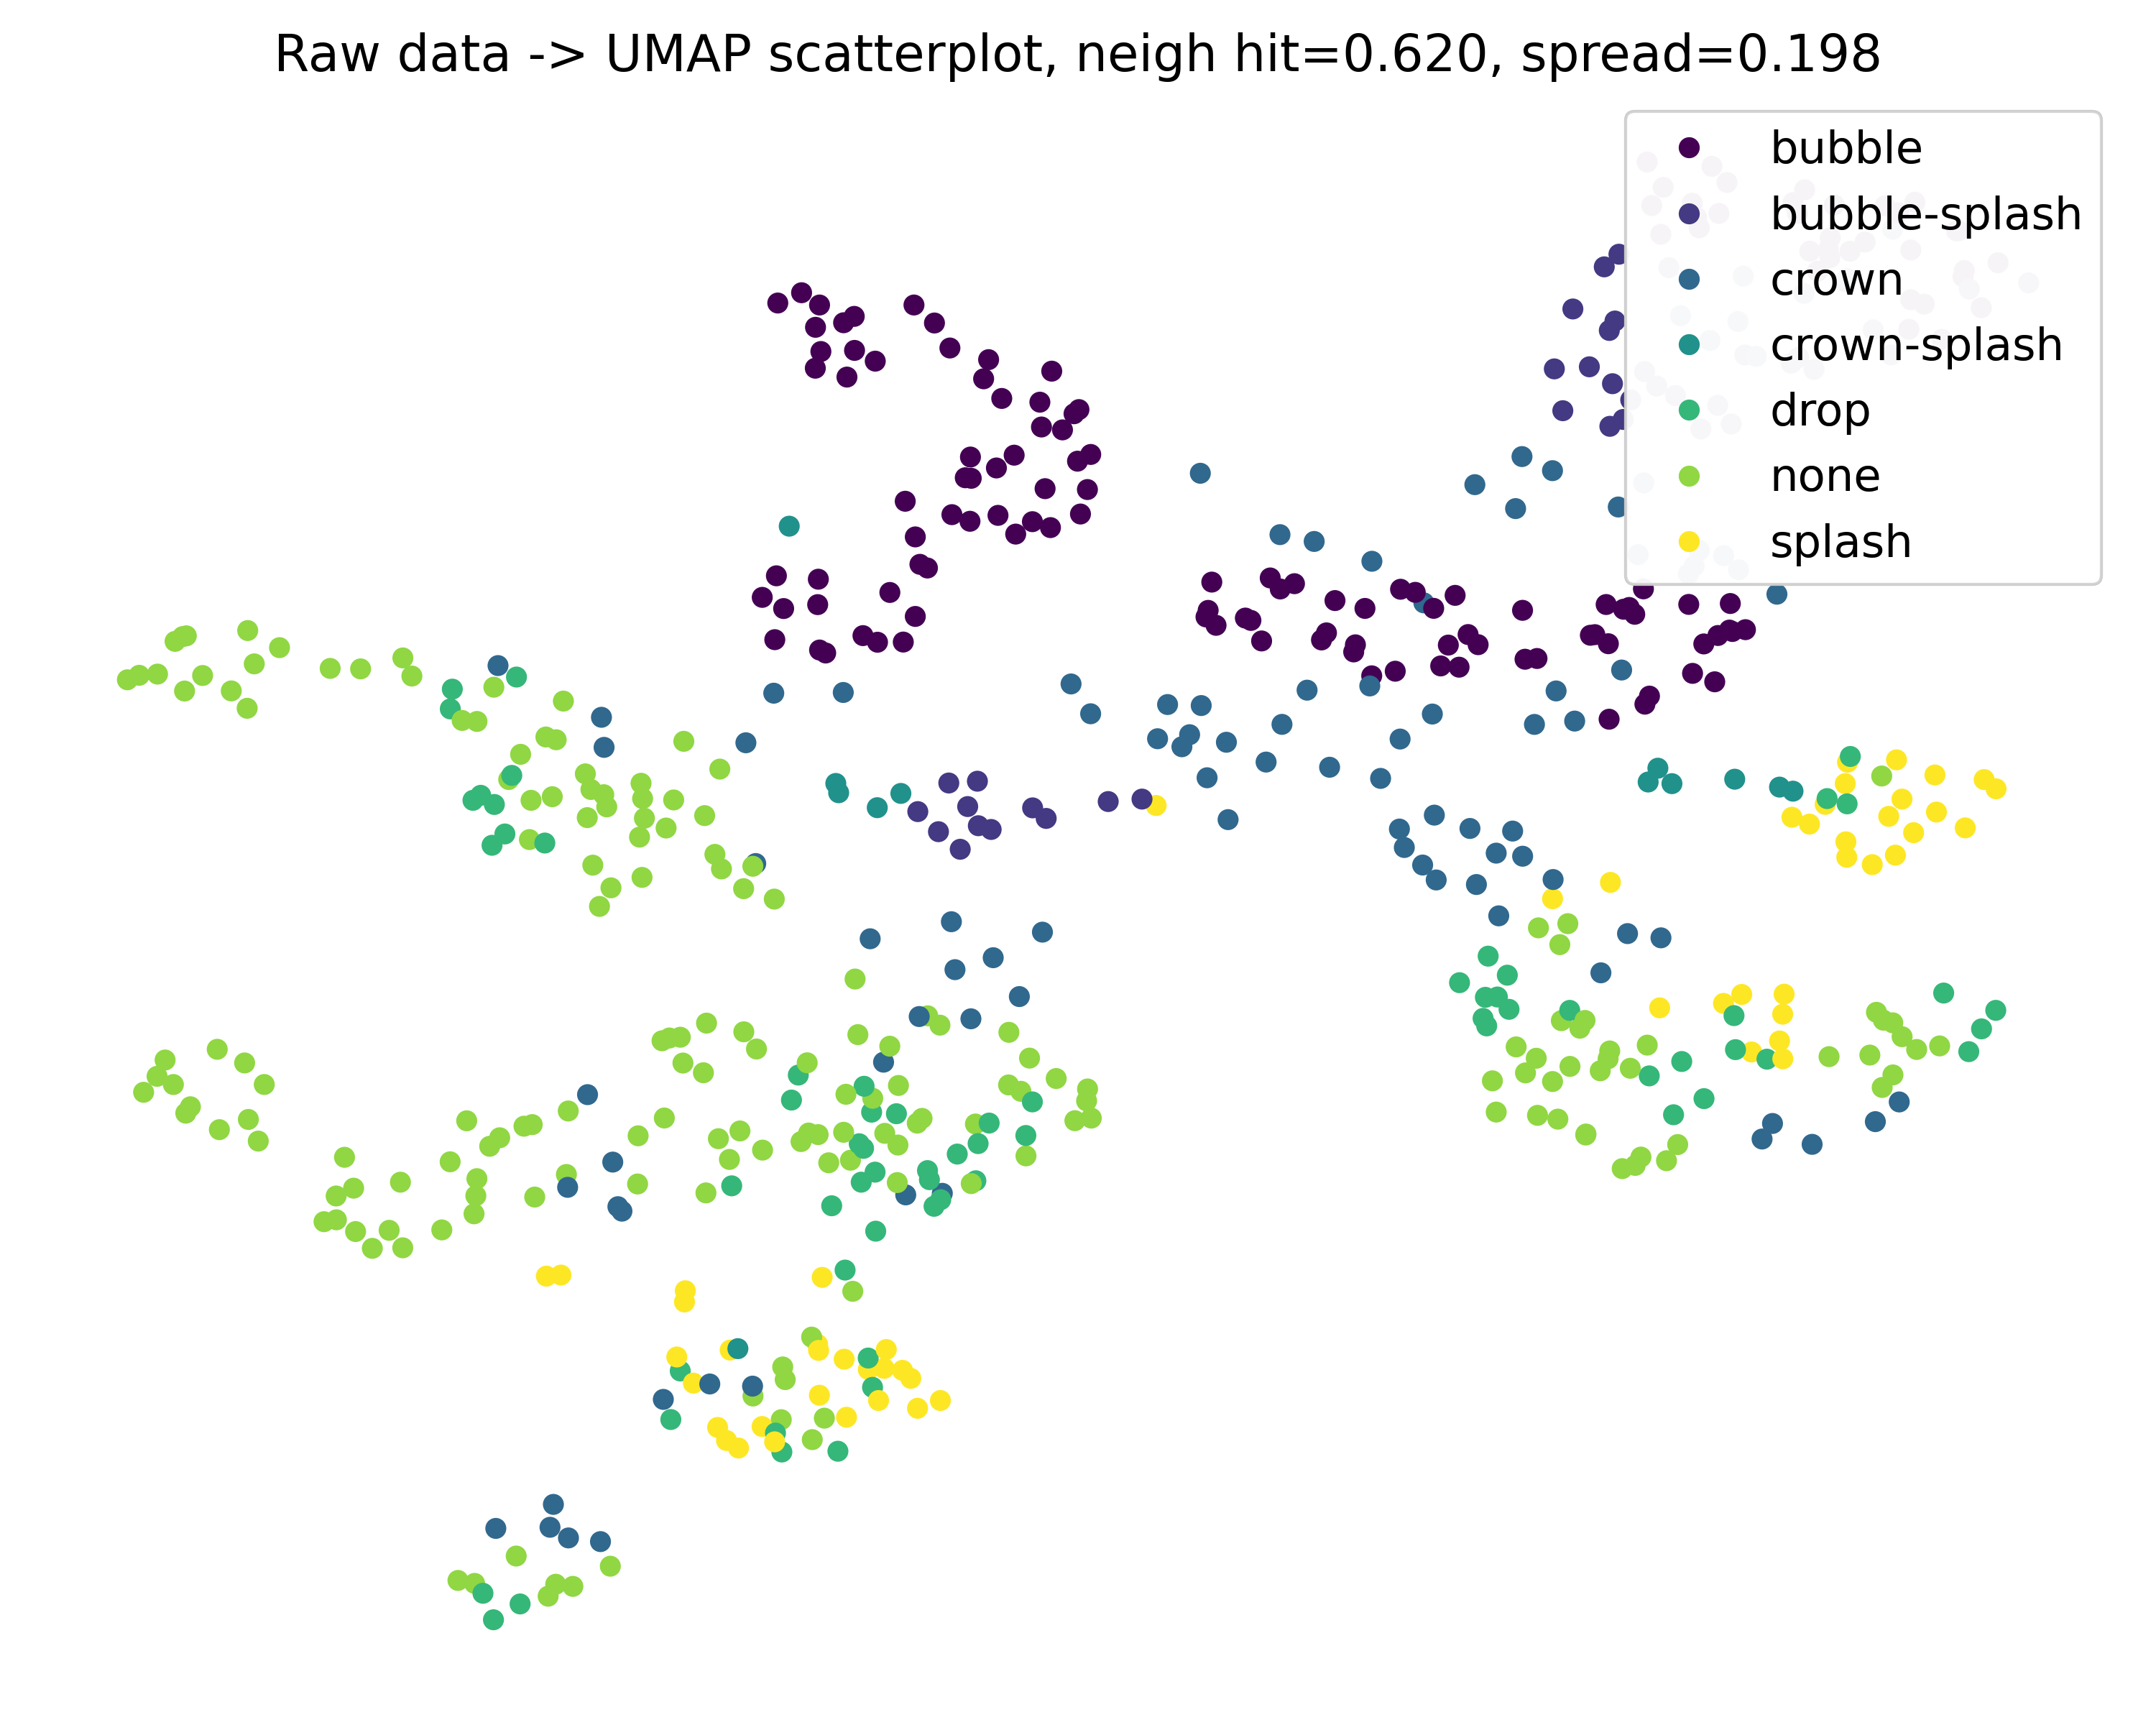 Raw data -> UMAP scatterplot, neigh hit=0.620, spread=0.198
bubble
bubble-splash
crown
crown-splash
drop
none
splash